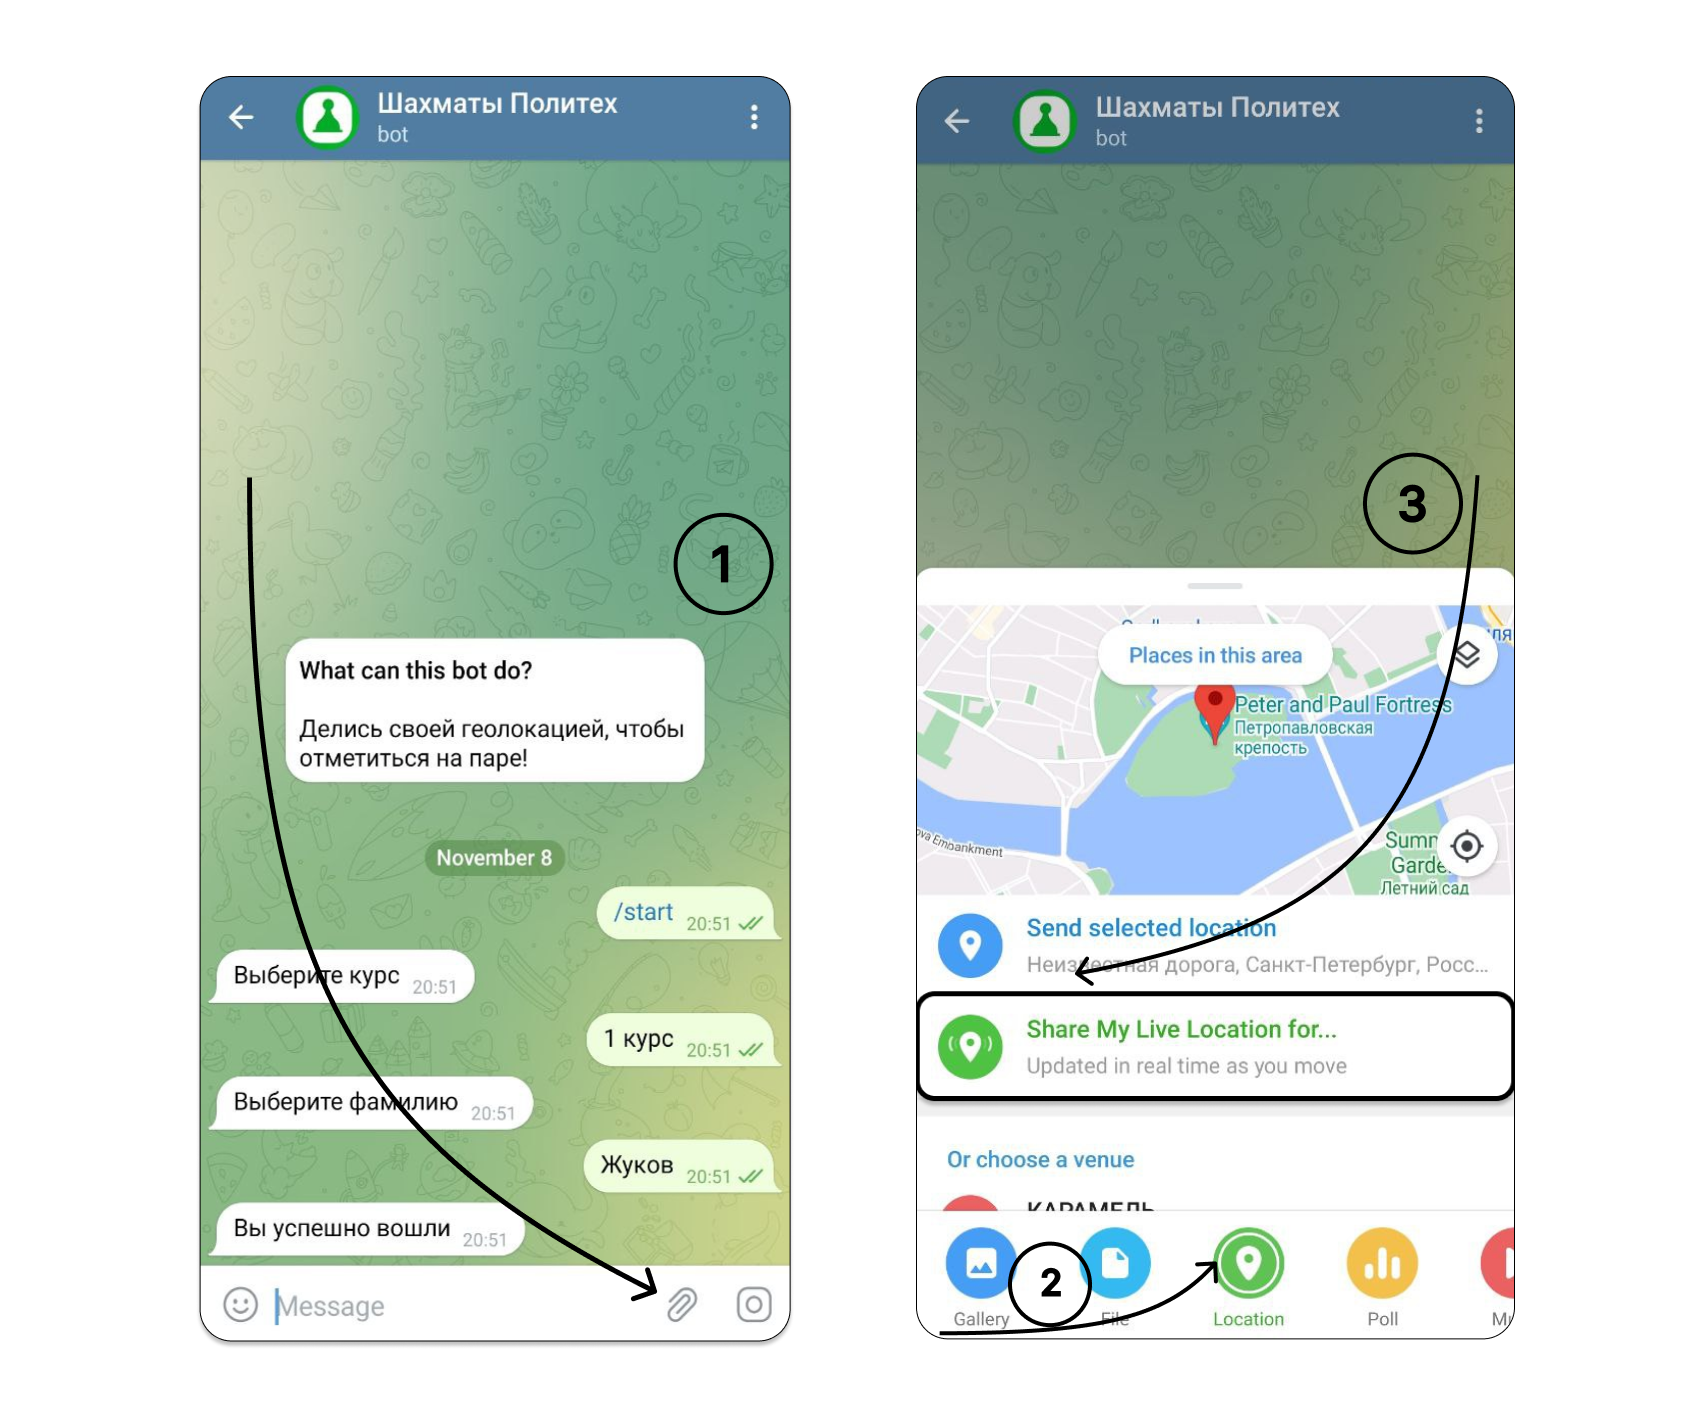 Шахматы Политех
bot
1
What can this bot do?
Делись своей геолокацией, чтобы
отметиться на паре!
November 8
/start 20:51
Выберите курс 20:51
1 курс 20:51
Выберите фамилию 20:51
Жуков 20:51
Вы успешно вошли 20:51
Message
Шахматы Политех
bot
3
Places in this area
Peter and Paul Fortress
Петропавловская
крепость
Embankment
Летний сад
Send selected location
Неизвестная дорога, Санкт-Петербург, Росс...
Share My Live Location for...
Updated in real time as you move
Or choose a venue
КАРАМЕЛЬ
2
Gallery
File
Location
Poll